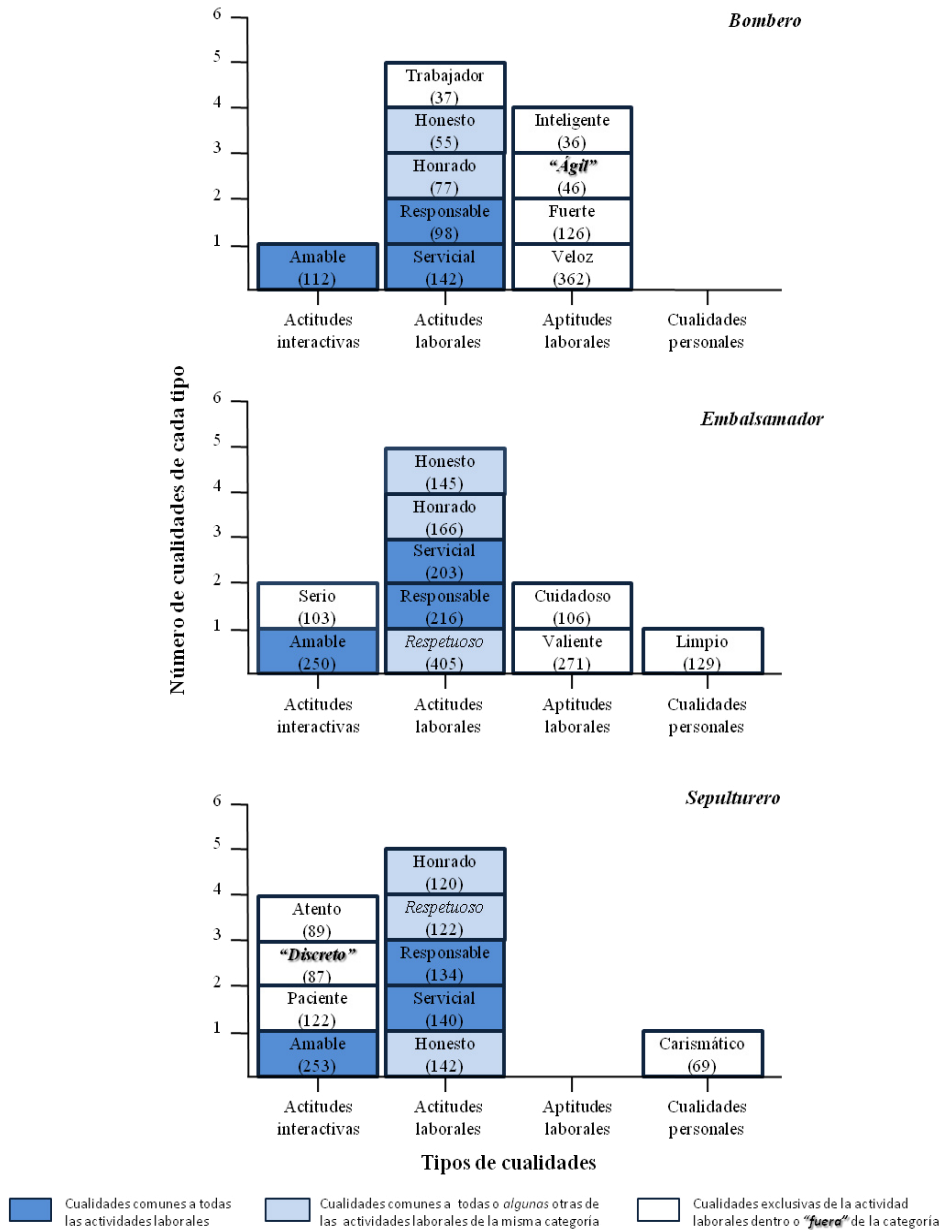 Bombero
6
5
4
3
2
1
Trabajador
(37)
Honesto
(55)
Honrado
(77)
Responsable
(98)
Servicial
(142)
Amable
(112)
Inteligente
(36)
“Ágil”
(46)
Fuerte
(126)
Veloz
(362)
Actitudes interactivas
Actitudes laborales
Aptitudes laborales
Cualidades personales
Número de cualidades de cada tipo
Embalsamador
6
5
4
3
2
1
Serio
(103)
Amable
(250)
Honesto
(145)
Honrado
(166)
Servicial
(203)
Responsable
(216)
Respetuoso
(405)
Cuidadoso
(106)
Valiente
(271)
Limpio
(129)
Actitudes interactivas
Actitudes laborales
Aptitudes laborales
Cualidades personales
Sepulturero
6
5
4
3
2
1
Atento
(89)
“Discreto”
(87)
Paciente
(122)
Amable
(253)
Honrado
(120)
Respetuoso
(122)
Responsable
(134)
Servicial
(140)
Honesto
(142)
Carismático
(69)
Actitudes interactivas
Actitudes laborales
Aptitudes laborales
Cualidades personales
Tipos de cualidades
Cualidades comunes a todas
las actividades laborales
Cualidades comunes a todas o algunas otras de
las actividades laborales de la misma categoría
Cualidades exclusivas de la actividad
laborales dentro o “fuera” de la categoría